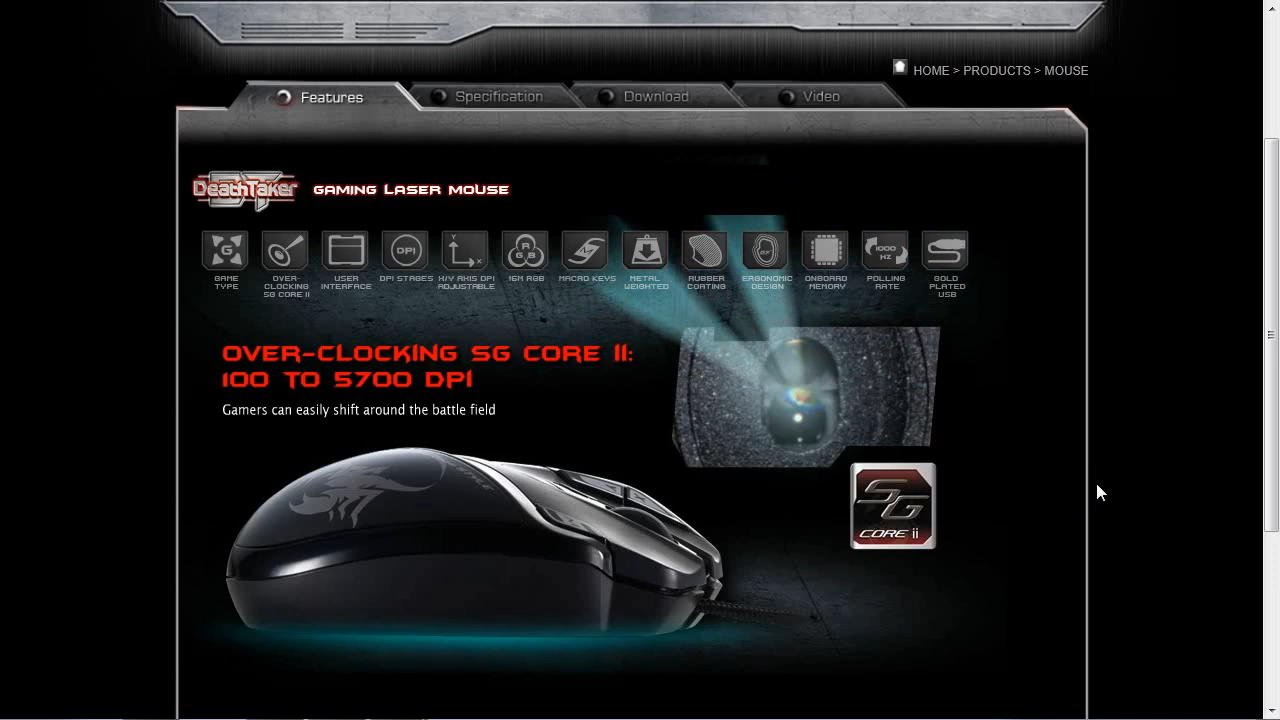 HOME > PRODUCTS > MOUSE
Features
Specification
Download
Video
DeathTaker
GAMING LASER MOUSE
G
DPI
Y
X
R
G
B
1000
HZ
GAME
TYPE
OVER-
CLOCKING
SG CORE II
USER
INTERFACE
DPI STAGES
X/Y AXIS DPI
ADJUSTABLE
16M RGB
MACRO KEYS
METAL
WEIGHTED
RUBBER
COATING
ERGONOMIC
DESIGN
ONBOARD
MEMORY
POLLING
RATE
GOLD
PLATED
USB
OVER-CLOCKING SG CORE II:
100 TO 5700 DPI
Gamers can easily shift around the battle field
SG
CORE ii